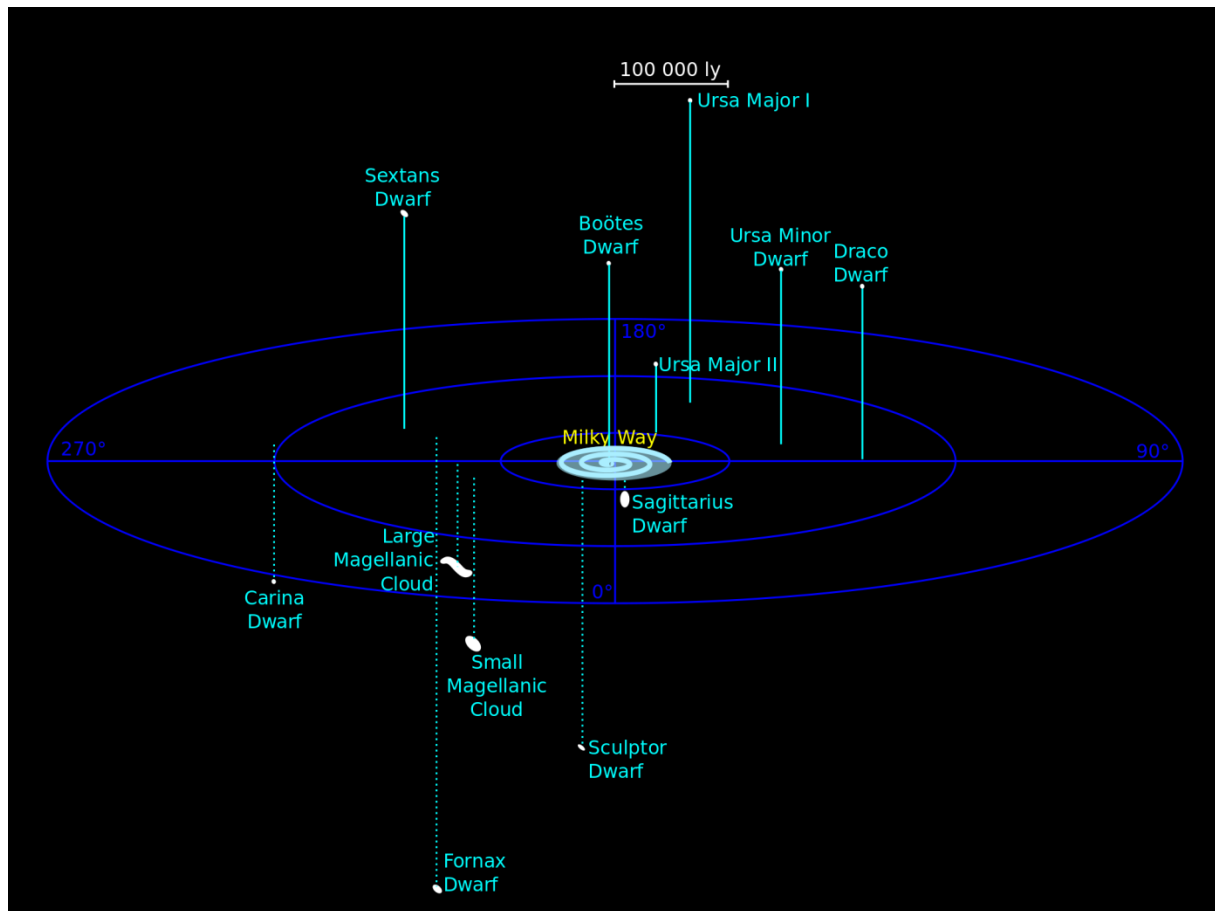 100 000 ly
Ursa Major I
Sextans
Dwarf
Boötes
Dwarf
Ursa Minor
Dwarf
Draco
Dwarf
180°
Ursa Major II
Milky Way
270°
90°
Sagittarius
Dwarf
Large
Magellanic
Cloud
0°
Carina
Dwarf
Small
Magellanic
Cloud
Sculptor
Dwarf
Fornax
Dwarf